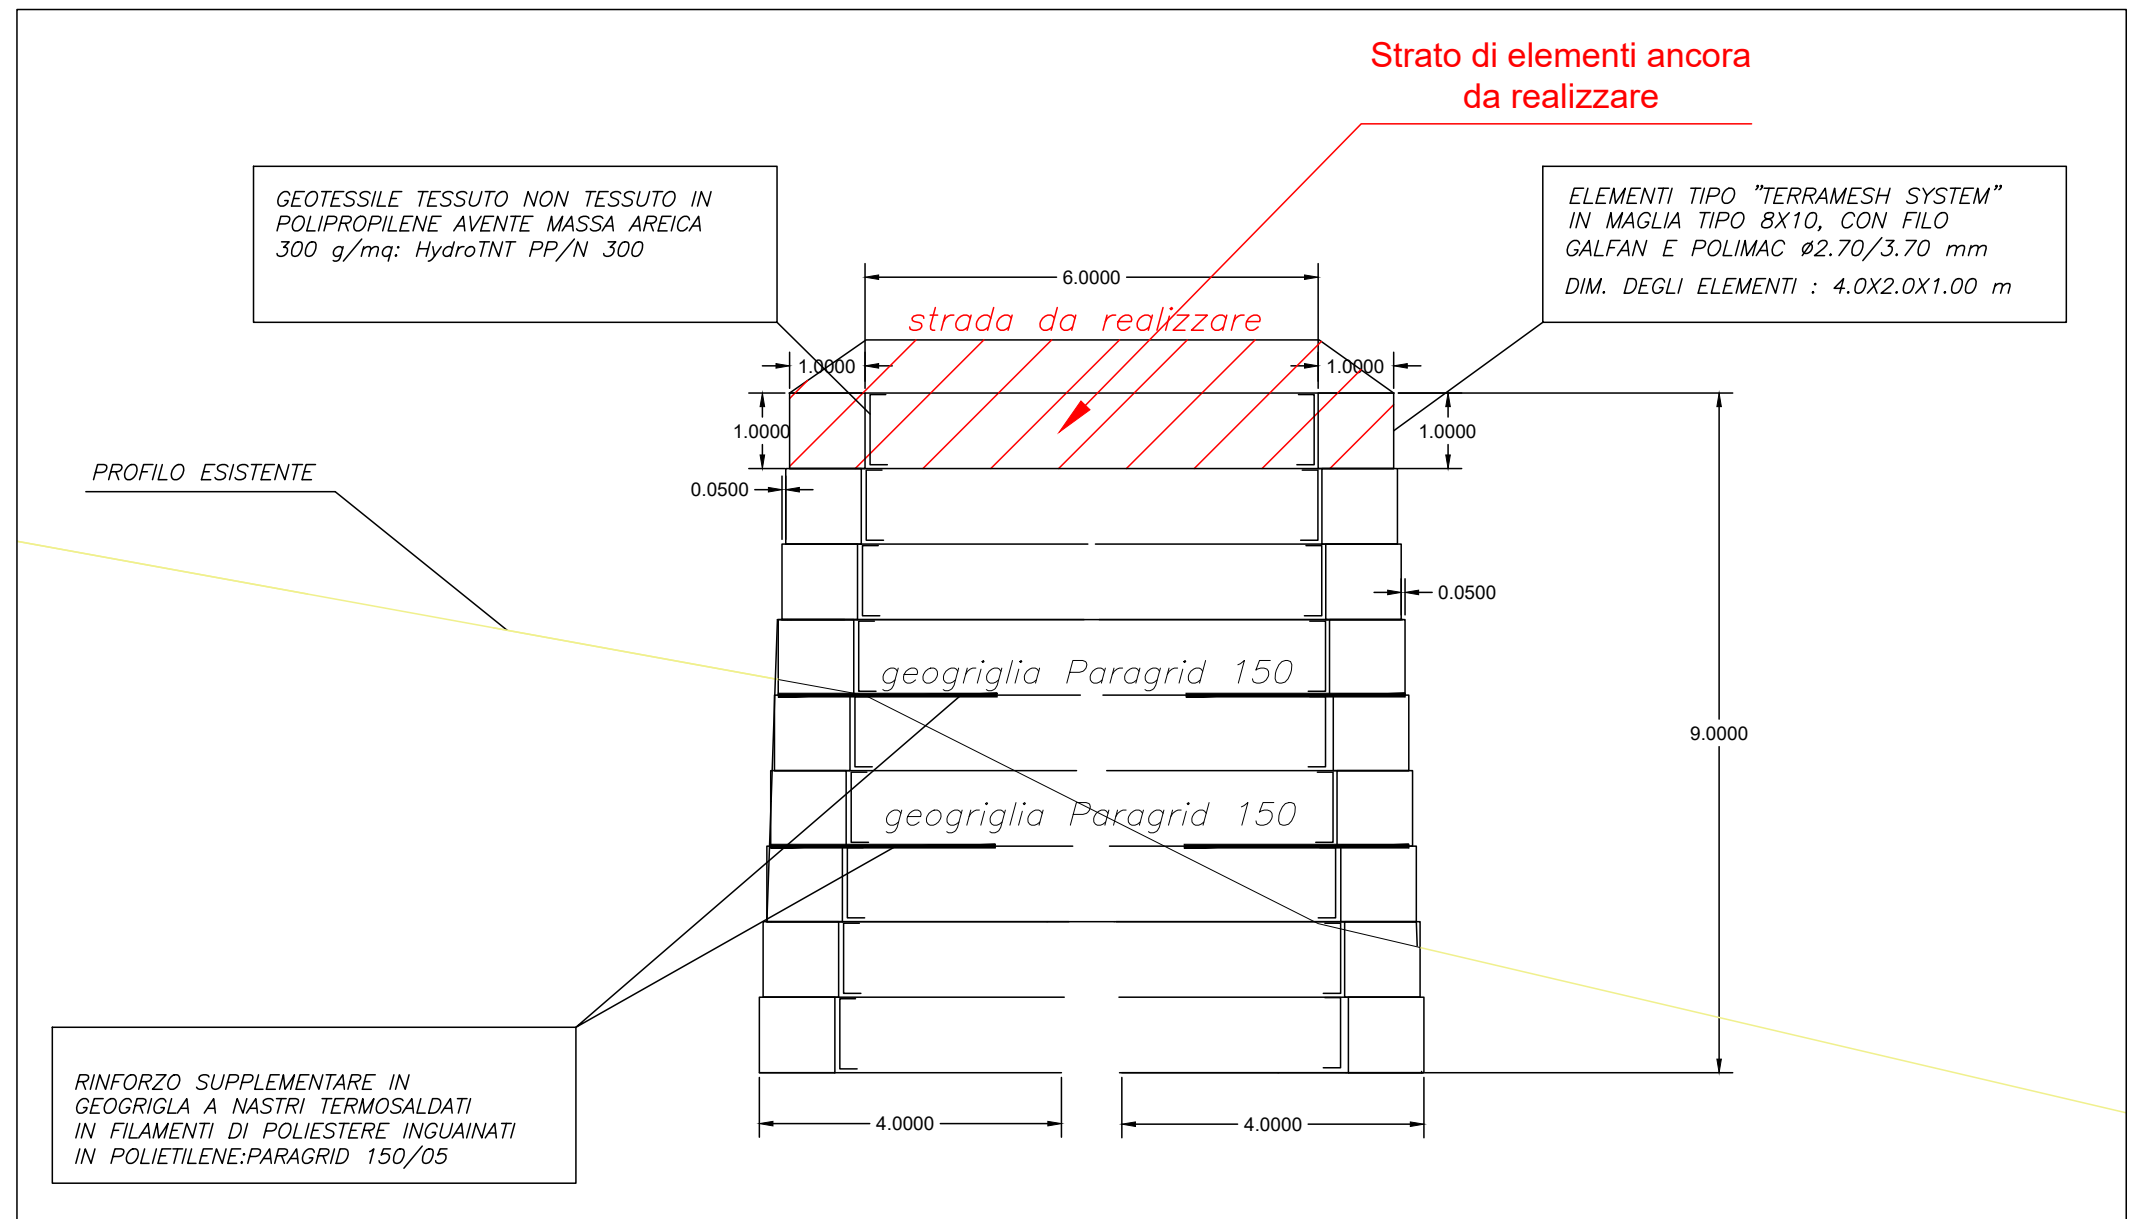 Strato di elementi ancora
da realizzare
GEOTESSILE TESSUTO NON TESSUTO IN
POLIPROPILENE AVENTE MASSA AREICA
300 g/mq: HydroTNT PP/N 300
ELEMENTI TIPO "TERRAMESH SYSTEM"
IN MAGLIA TIPO 8X10, CON FILO
GALFAN E POLIMAC ø2.70/3.70 mm
DIM. DEGLI ELEMENTI : 4.0X2.0X1.00 m
6.0000
strada da realizzare
1.0000
1.0000
1.0000
1.0000
PROFILO ESISTENTE
0.0500
0.0500
geogriglia Paragrid 150
9.0000
geogriglia Paragrid 150
RINFORZO SUPPLEMENTARE IN
GEOGRIGLA A NASTRI TERMOSALDATI
IN FILAMENTI DI POLIESTERE INGUAINATI
IN POLIETILENE:PARAGRID 150/05
4.0000
4.0000